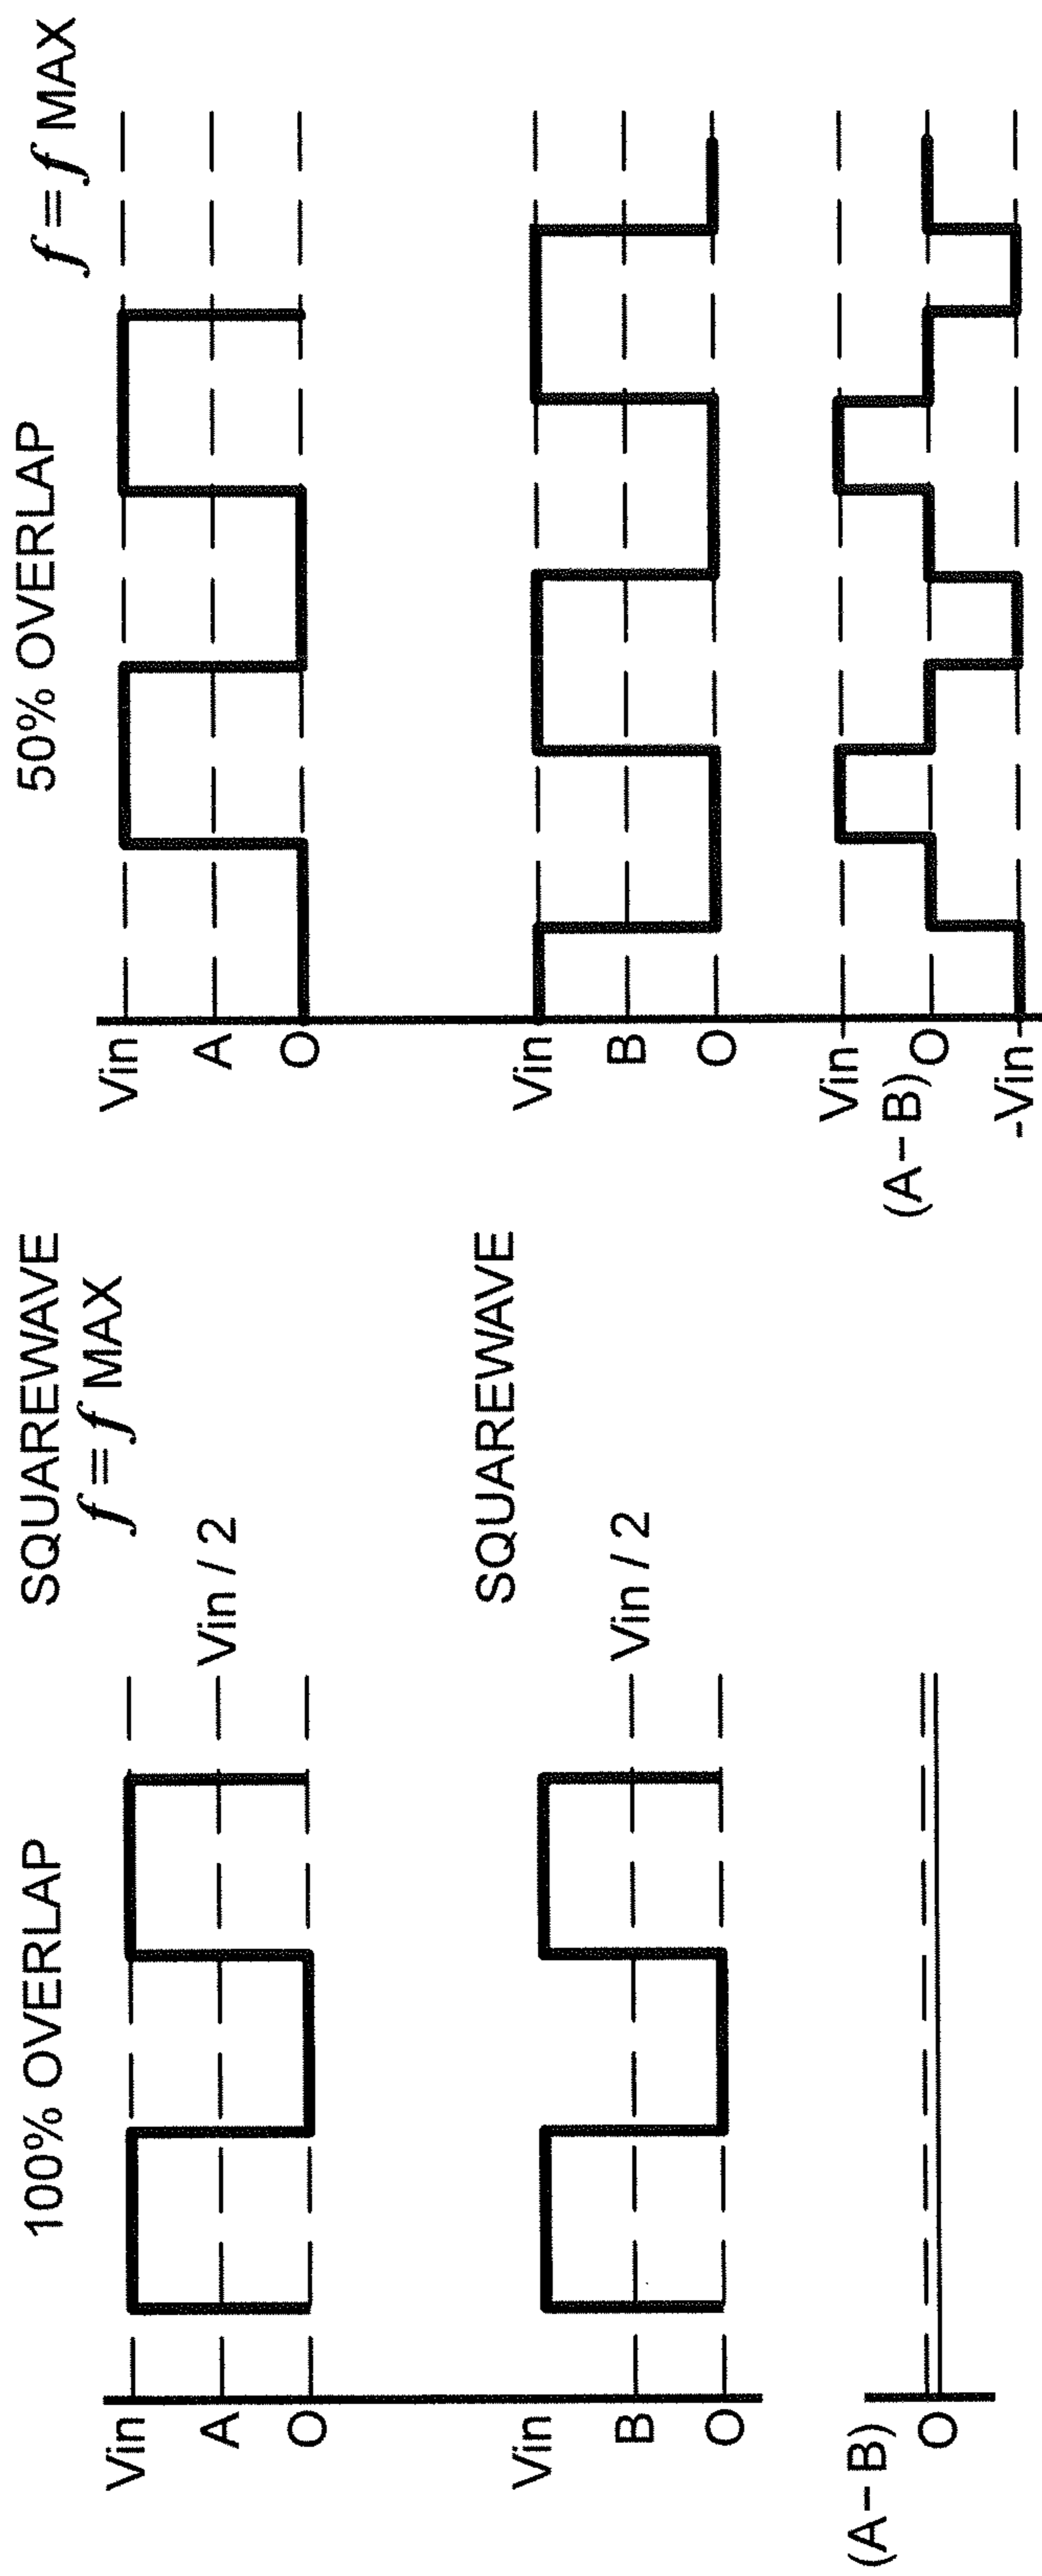 100% OVERLAP
SQUAREWAVE
f = f MAX
Vin
A
O
Vin / 2
SQUAREWAVE
Vin
B
O
Vin / 2
(A-B)
O
50% OVERLAP
f = f MAX
Vin
A
O
Vin
B
O
Vin
(A-B)
O
-Vin